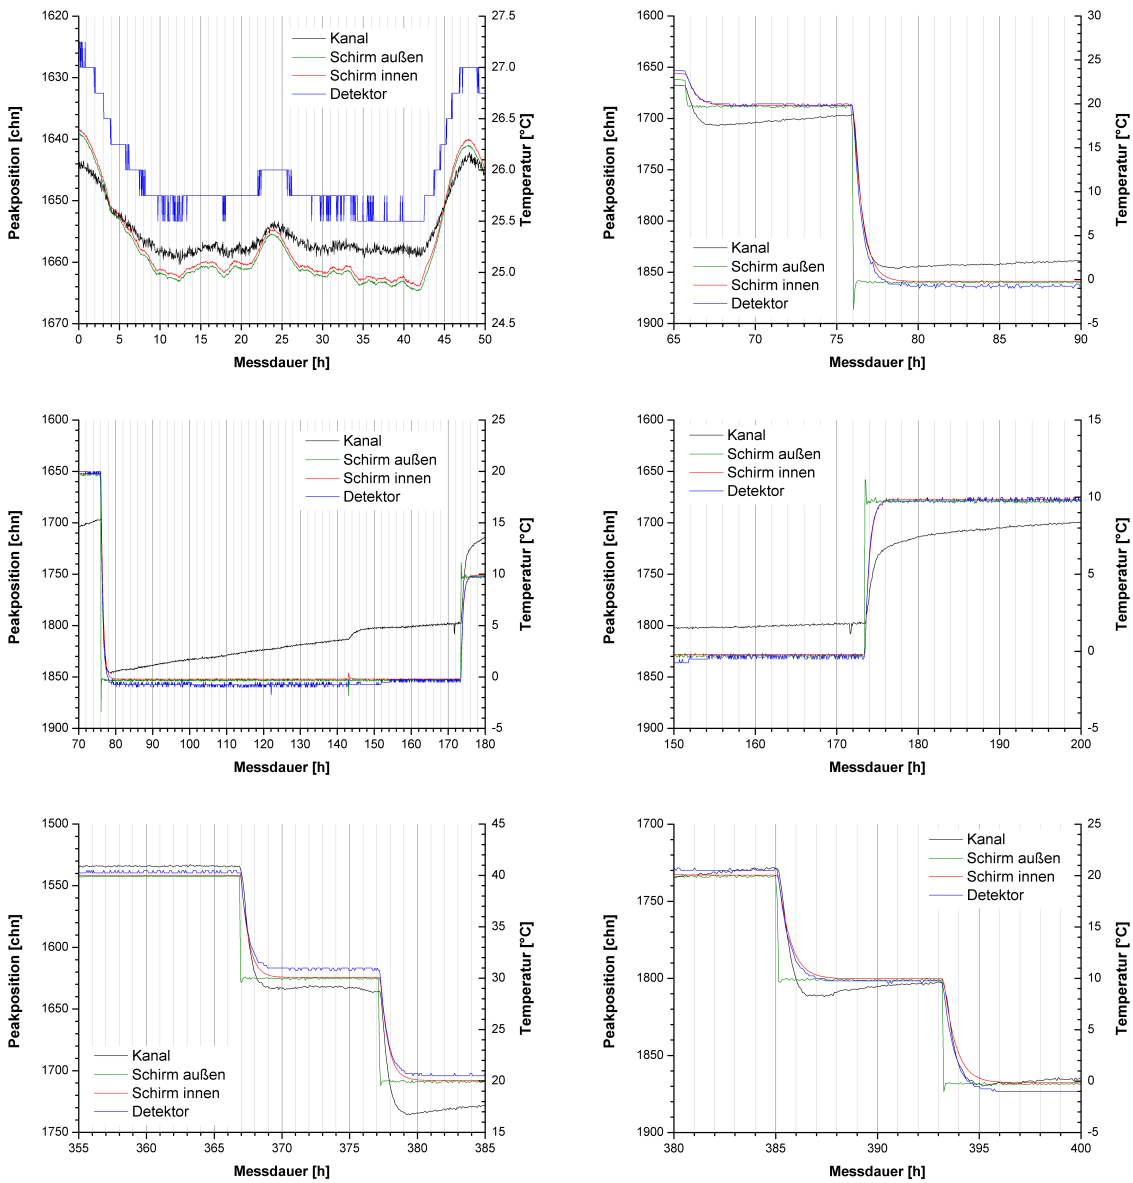 1620
1630
1640
1650
1660
1670
Peakposition [chn]
27.5
27.0
26.5
26.0
25.5
25.0
24.5
Temperatur [°C]
Kanal
Schirm außen
Schirm innen
Detektor
0 5 10 15 20 25 30 35 40 45 50
Messdauer [h]
1600
1650
1700
1750
1800
1850
1900
Peakposition [chn]
30
25
20
15
10
5
0
-5
Temperatur [°C]
Kanal
Schirm außen
Schirm innen
Detektor
65 70 75 80 85 90
Messdauer [h]
1600
1650
1700
1750
1800
1850
1900
Peakposition [chn]
25
20
15
10
5
0
-5
Temperatur [°C]
Kanal
Schirm außen
Schirm innen
Detektor
70 80 90 100 110 120 130 140 150 160 170 180
Messdauer [h]
1600
1650
1700
1750
1800
1850
1900
Peakposition [chn]
15
10
5
0
-5
Temperatur [°C]
Kanal
Schirm außen
Schirm innen
Detektor
150 160 170 180 190 200
Messdauer [h]
1500
1550
1600
1650
1700
1750
Peakposition [chn]
45
40
35
30
25
20
15
Temperatur [°C]
Kanal
Schirm außen
Schirm innen
Detektor
355 360 365 370 375 380 385
Messdauer [h]
1700
1750
1800
1850
1900
Peakposition [chn]
25
20
15
10
5
0
-5
Temperatur [°C]
Kanal
Schirm außen
Schirm innen
Detektor
380 385 390 395 400
Messdauer [h]